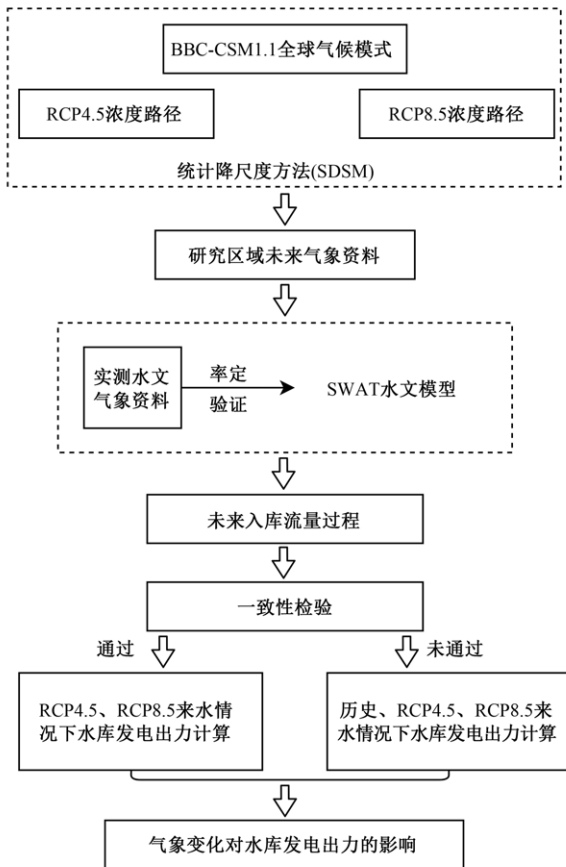 BBC-CSM1.1全球气候模式
RCP4.5浓度路径
RCP8.5浓度路径
统计降尺度方法(SDSM)
研究区域未来气象资料
实测水文
气象资料
率定
验证
SWAT水文模型
未来入库流量过程
一致性检验
通过
未通过
RCP4.5、RCP8.5来水情
况下水库发电出力计算
历史、RCP4.5、RCP8.5来
水情况下水库发电出力计算
气象变化对水库发电出力的影响